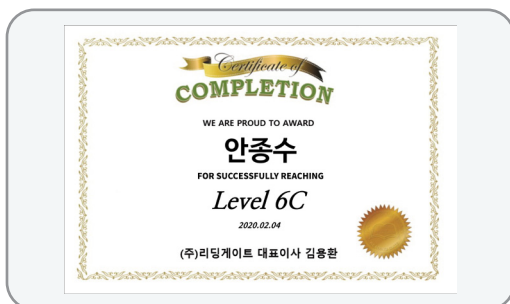 Certificate of
COMPLETION
WE ARE PROUD TO AWARD
안종수
FOR SUCCESSFULLY REACHING
Level 6C
2020.02.04
(주)리딩게이트 대표이사 김용환